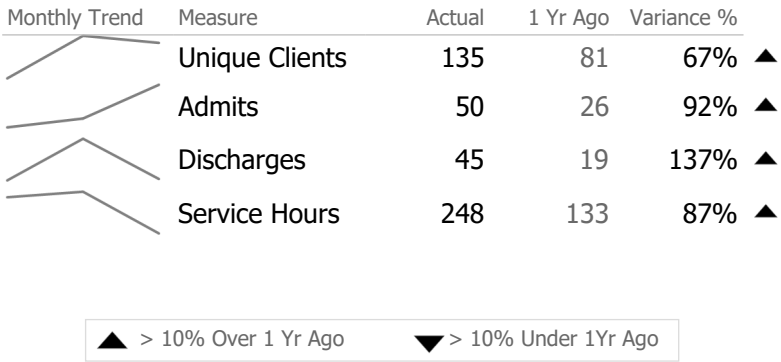 Monthly Trend Measure Actual 1 Yr Ago Variance %
Unique Clients 135 81 67% ▲
Admits 50 26 92% ▲
Discharges 45 19 137% ▲
Service Hours 248 133 87% ▲
▲ > 10% Over 1 Yr Ago ▼ > 10% Under 1Yr Ago